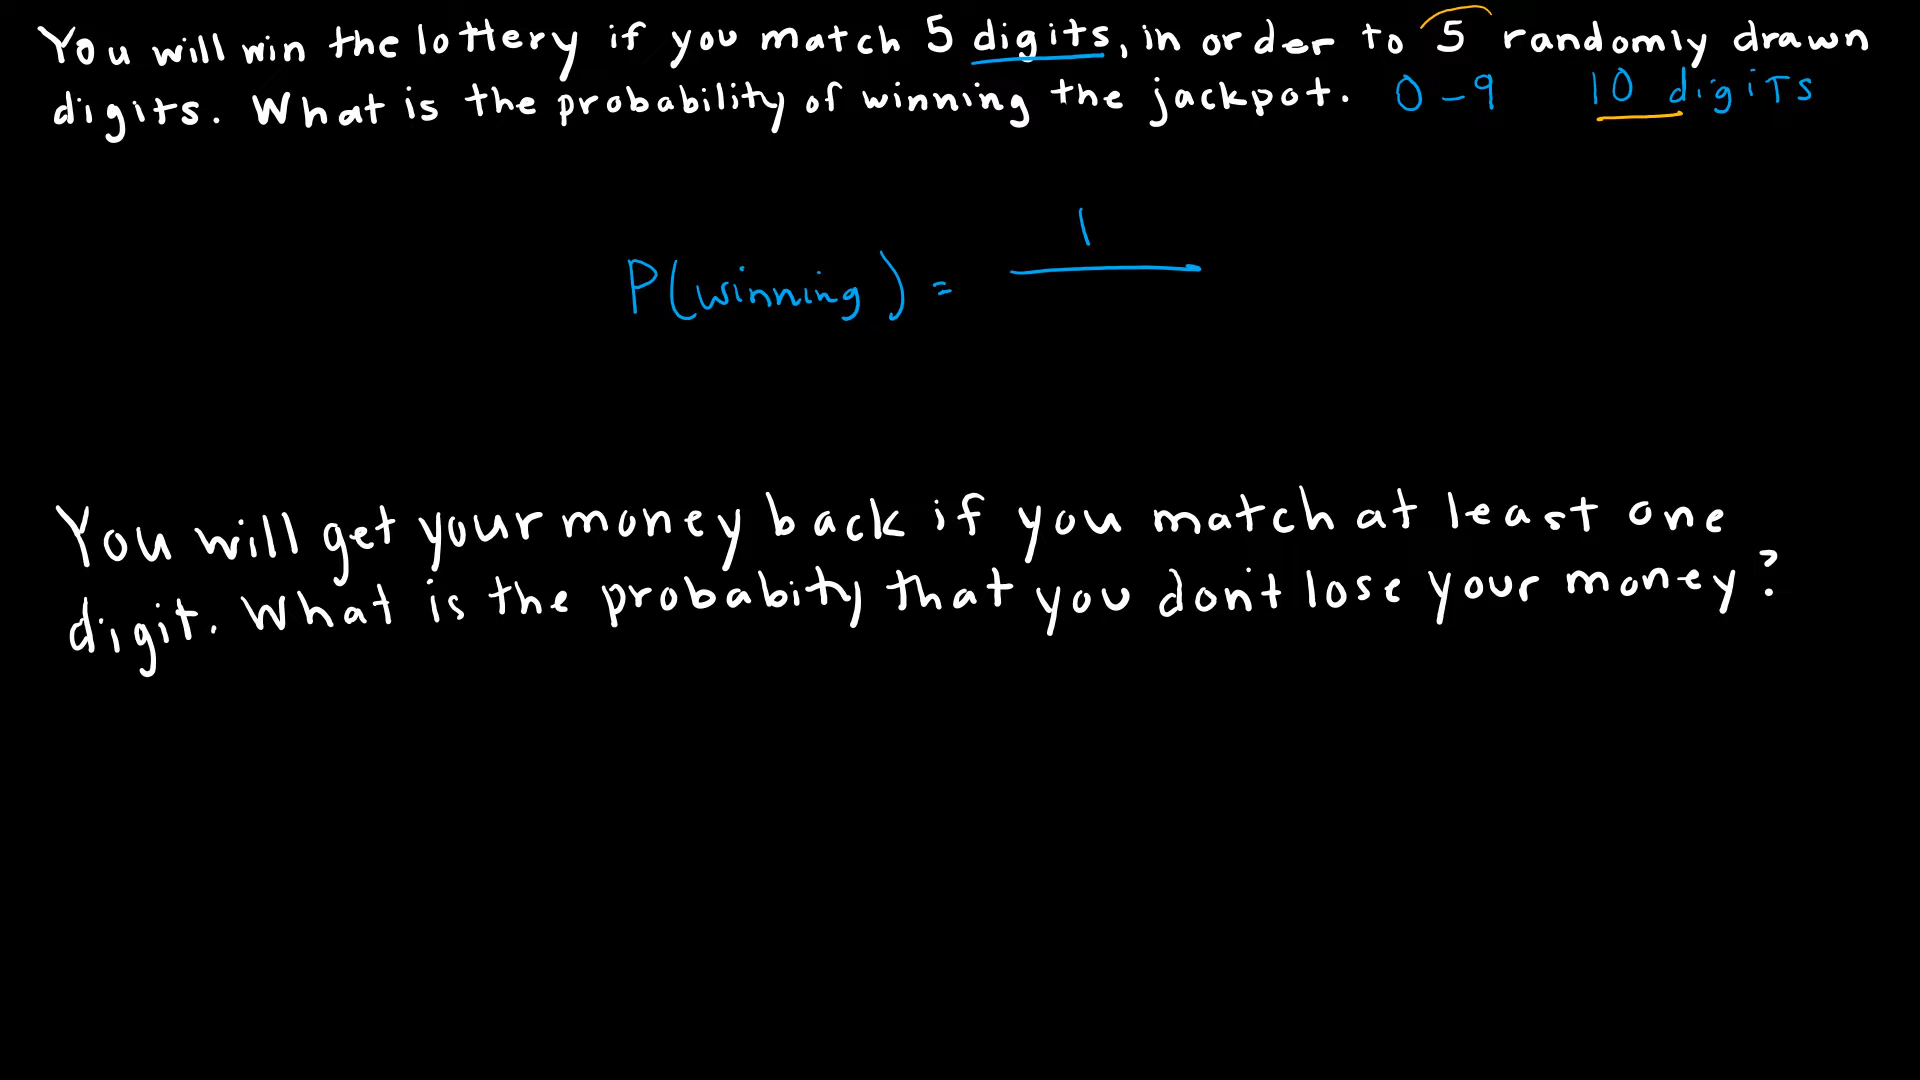 You will win the lottery if you match 5 digits, in order to 5 randomly drawn
digits. What is the probability of winning the jackpot. 0-9 10 digits
P(winning) = 1
You will get your money back if you match at least one
digit. What is the probabity that you don't lose your money?